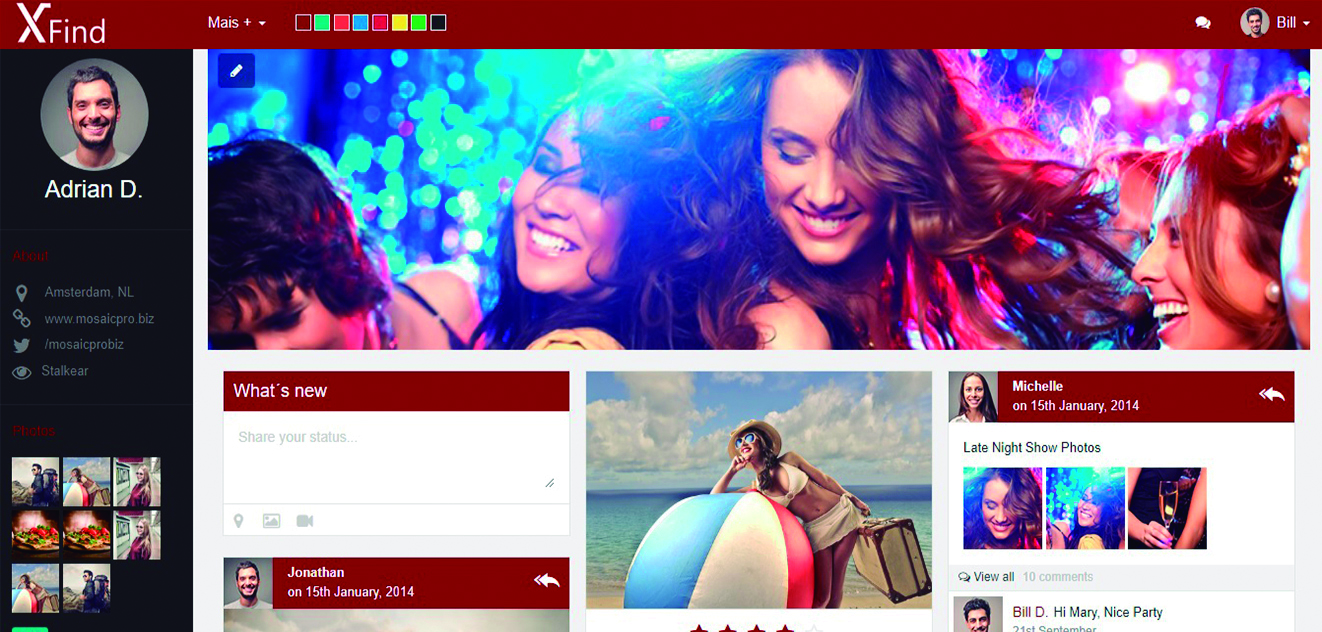 XFind
Mais +
Bill
Adrian D.
About
Amsterdam, NL
www.mosaicpro.biz
/mosaicprobiz
Stalkear
Photos
What´s new
Share your status...
Jonathan
on 15th January, 2014
Michelle
on 15th January, 2014
Late Night Show Photos
View all 10 comments
Bill D. Hi Mary, Nice Party
21st September